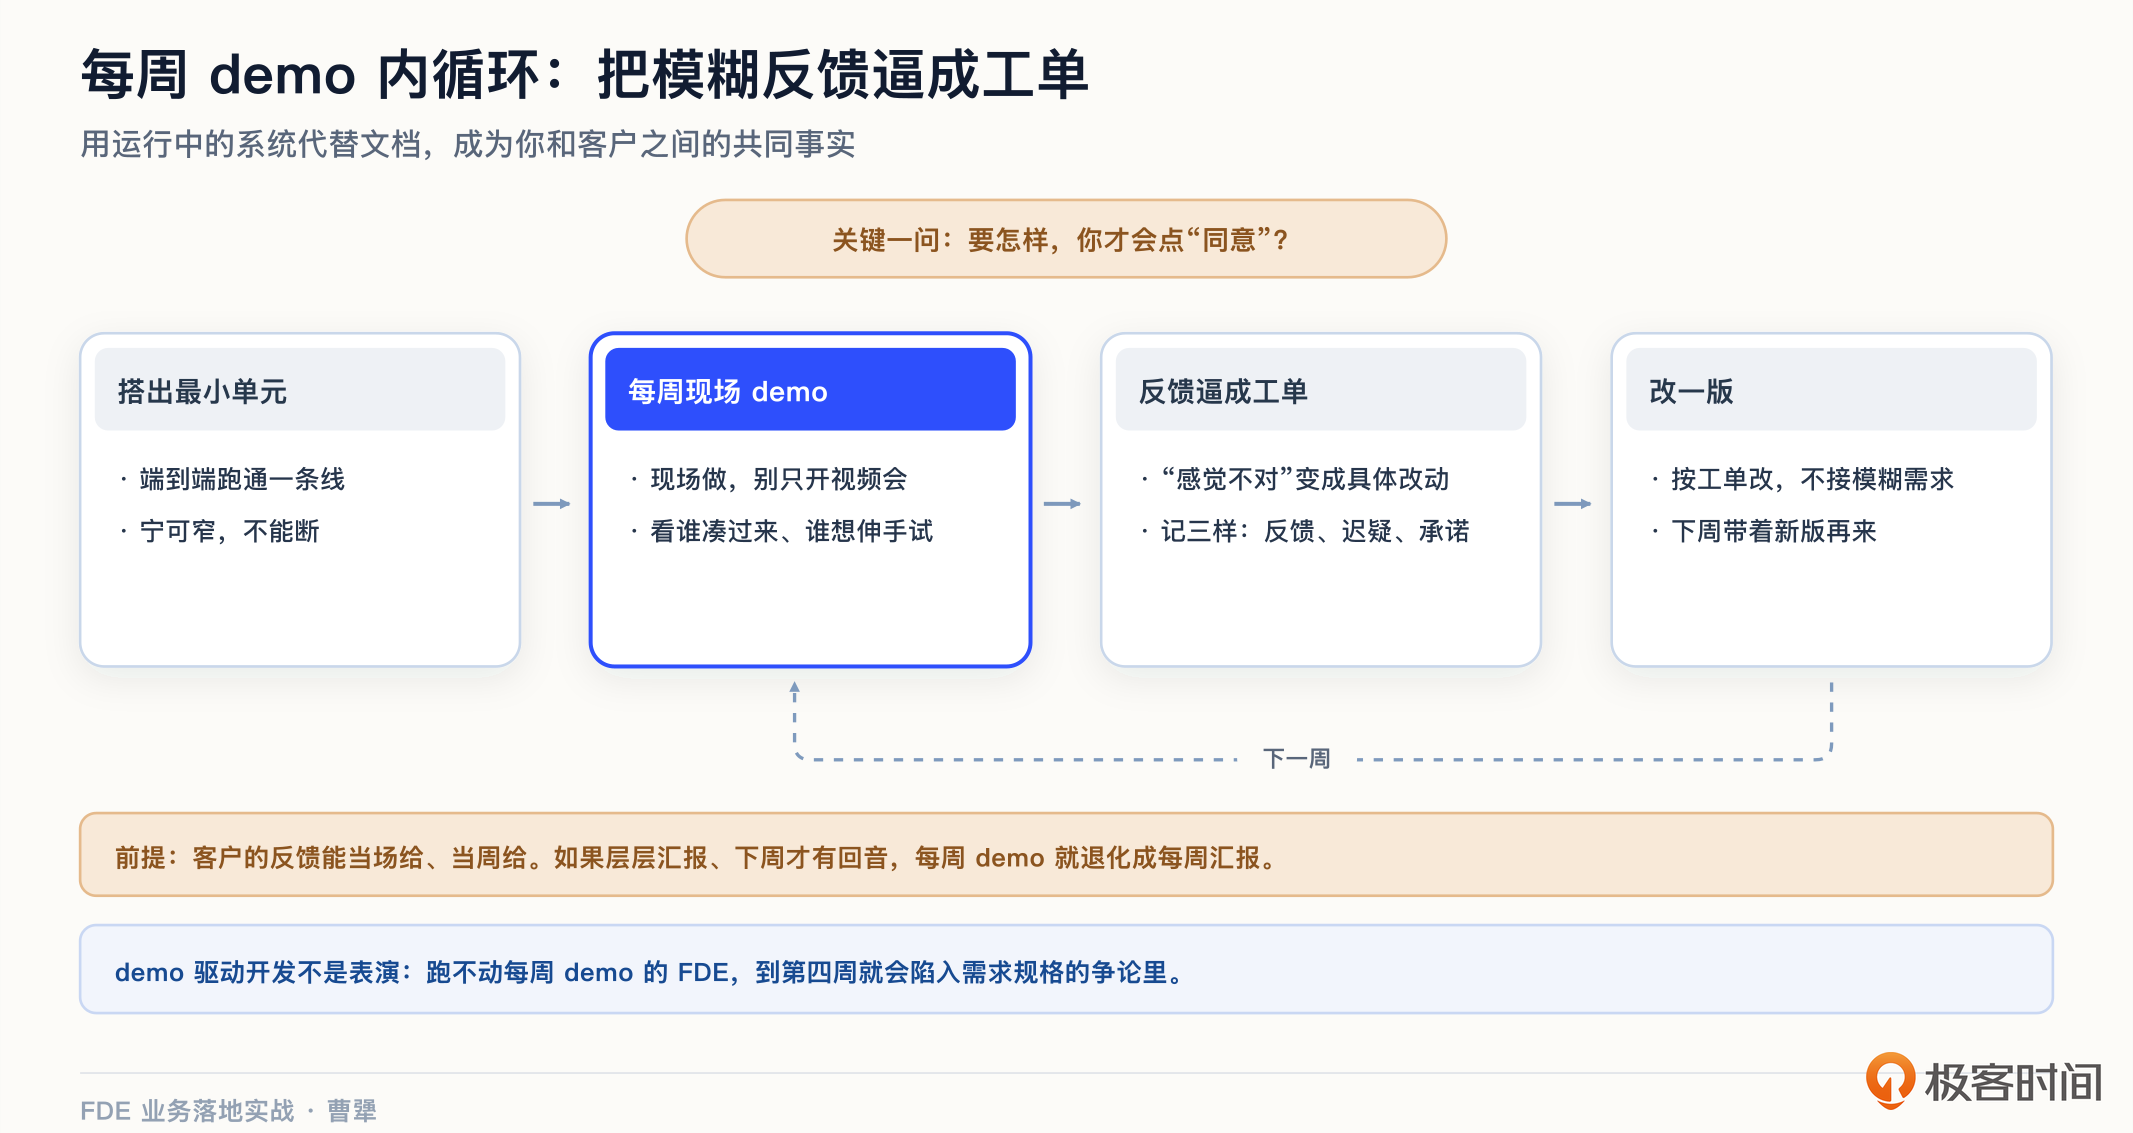 每周 demo 内循环：把模糊反馈逼成工单
用运行中的系统代替文档，成为你和客户之间的共同事实
关键一问：要怎样，你才会点“同意”？
搭出最小单元
· 端到端跑通一条线
· 宁可窄，不能断
每周现场 demo
· 现场做，别只开视频会
· 看谁凑过来、谁想伸手试
反馈逼成工单
· “感觉不对”变成具体改动
· 记三样：反馈、迟疑、承诺
改一版
· 按工单改，不接模糊需求
· 下周带着新版再来
下一周
前提：客户的反馈能当场给、当周给。如果层层汇报、下周才有回音，每周 demo 就退化成每周汇报。
demo 驱动开发不是表演：跑不动每周 demo 的 FDE，到第四周就会陷入需求规格的争论里。
FDE 业务落地实战 · 曹犟
极客时间